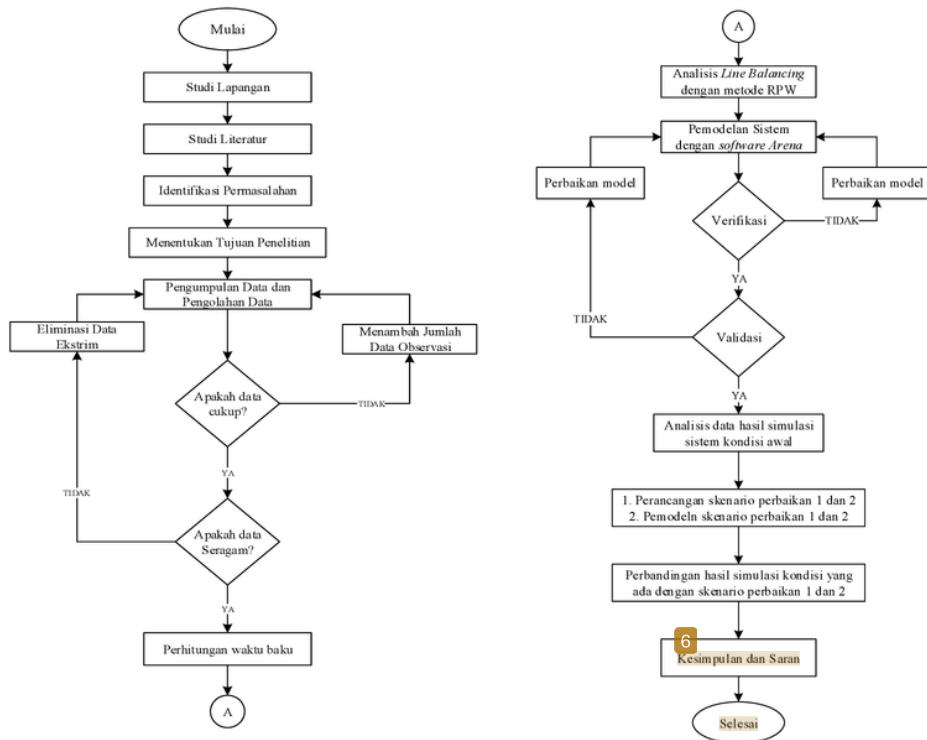 Mulai
Studi Lapangan
Studi Literatur
Identifikasi Permasalahan
Menentukan Tujuan Penelitian
Pengumpulan Data dan
Pengolahan Data
Eliminasi Data
Ekstrim
Menambah Jumlah
Data Observasi
Apakah data
cukup?
TIDAK
YA
TIDAK
Apakah data
Seragam?
YA
Perhitungan waktu baku
A
A
Analisis Line Balancing
dengan metode RPW
Pemodelan Sistem
dengan software Arena
Perbaikan model
Perbaikan model
Verifikasi
TIDAK
YA
TIDAK
Validasi
YA
Analisis data hasil simulasi
sistem kondisi awal
1. Perancangan skenario perbaikan 1 dan 2
2. Pemodeln skenario perbaikan 1 dan 2
Perbandingan hasil simulasi kondisi yang
ada dengan skenario perbaikan 1 dan 2
6
Kesimpulan dan Saran
Selesai